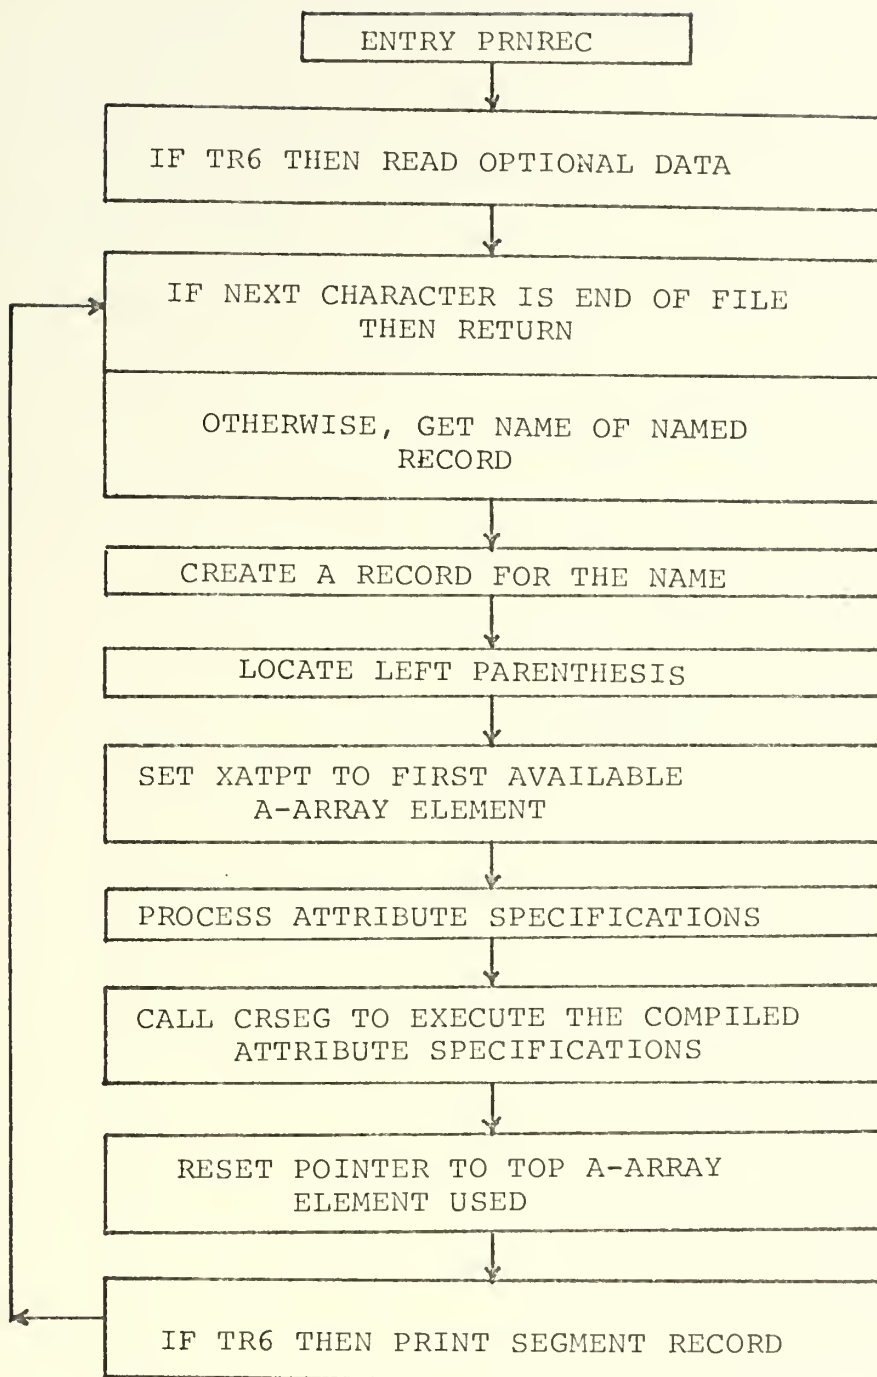 ENTRY PRNREC
IF TR6 THEN READ OPTIONAL DATA
IF NEXT CHARACTER IS END OF FILE
THEN RETURN
OTHERWISE, GET NAME OF NAMED
RECORD
CREATE A RECORD FOR THE NAME
LOCATE LEFT PARENTHESIS
SET XATPT TO FIRST AVAILABLE
A-ARRAY ELEMENT
PROCESS ATTRIBUTE SPECIFICATIONS
CALL CRSEG TO EXECUTE THE COMPILED
ATTRIBUTE SPECIFICATIONS
RESET POINTER TO TOP A-ARRAY
ELEMENT USED
IF TR6 THEN PRINT SEGMENT RECORD